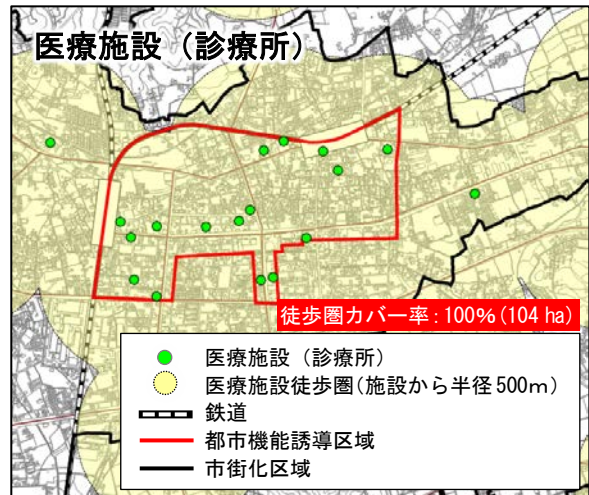 医療施設（診療所）
徒歩圏カバー率：100％(104 ha)
医療施設（診療所）
医療施設徒歩圏(施設から半径500ｍ)
鉄道
都市機能誘導区域
市街化区域